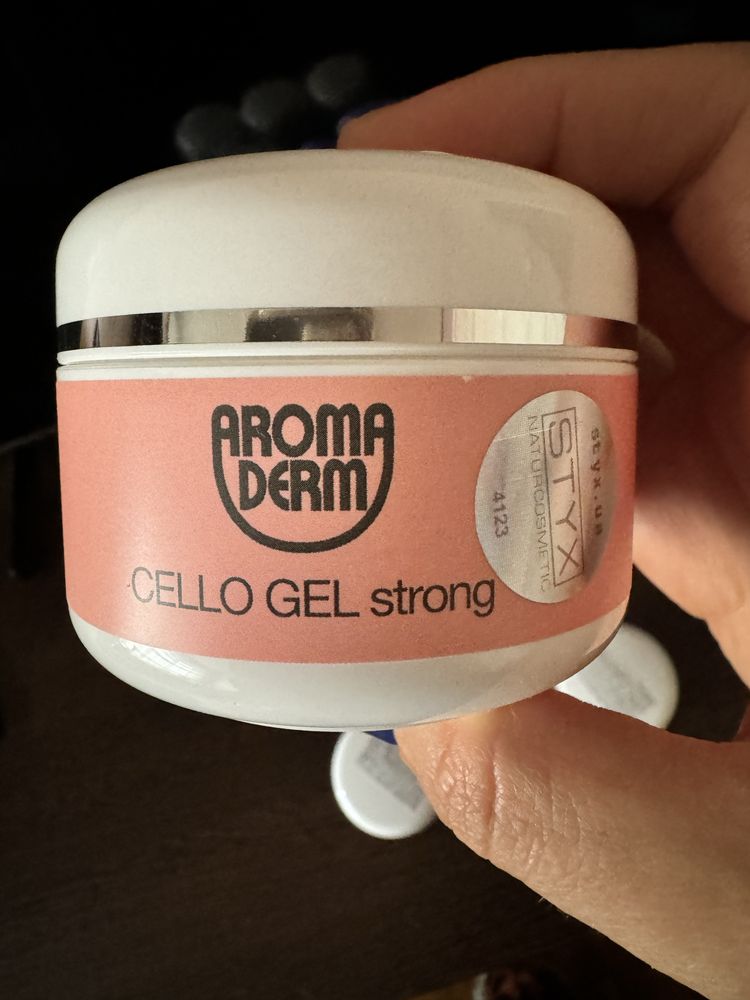 AROMA
DERM
CELLO GEL strong
styx.ua
STYX
NATURCOSMETIC
4123